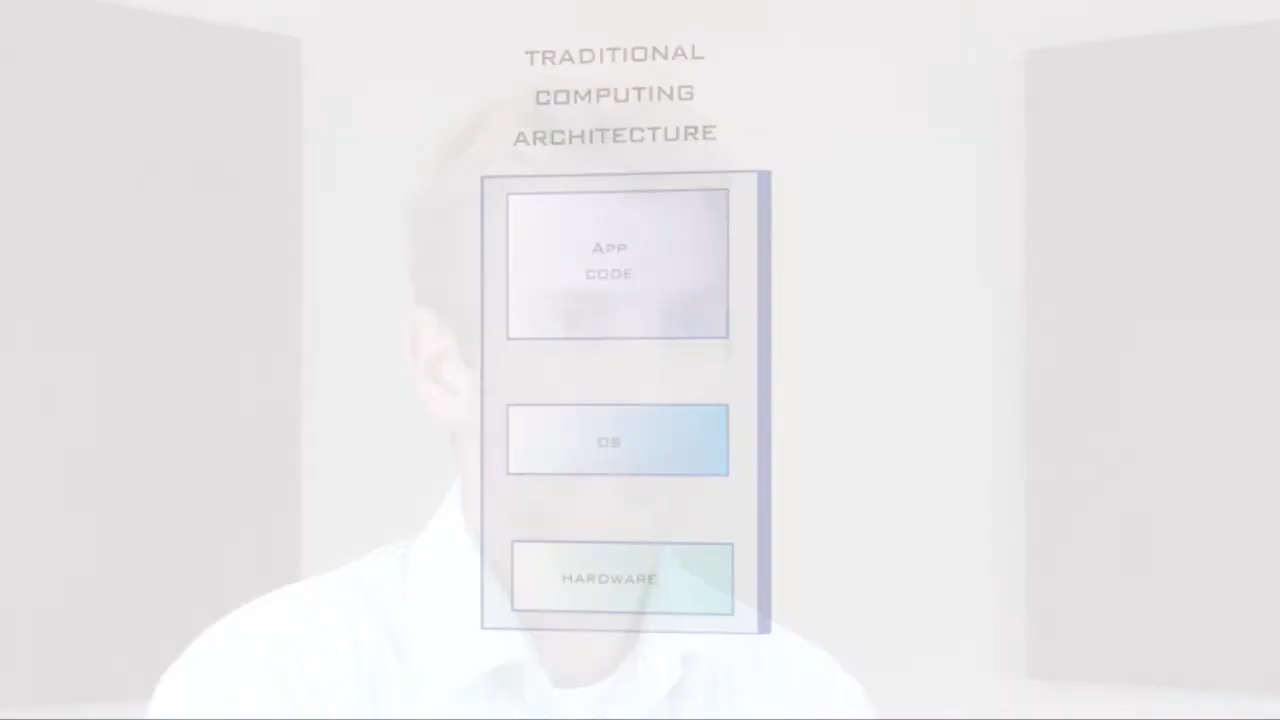 TRADITIONAL
COMPUTING
ARCHITECTURE
APP
CODE
OS
HARDWARE